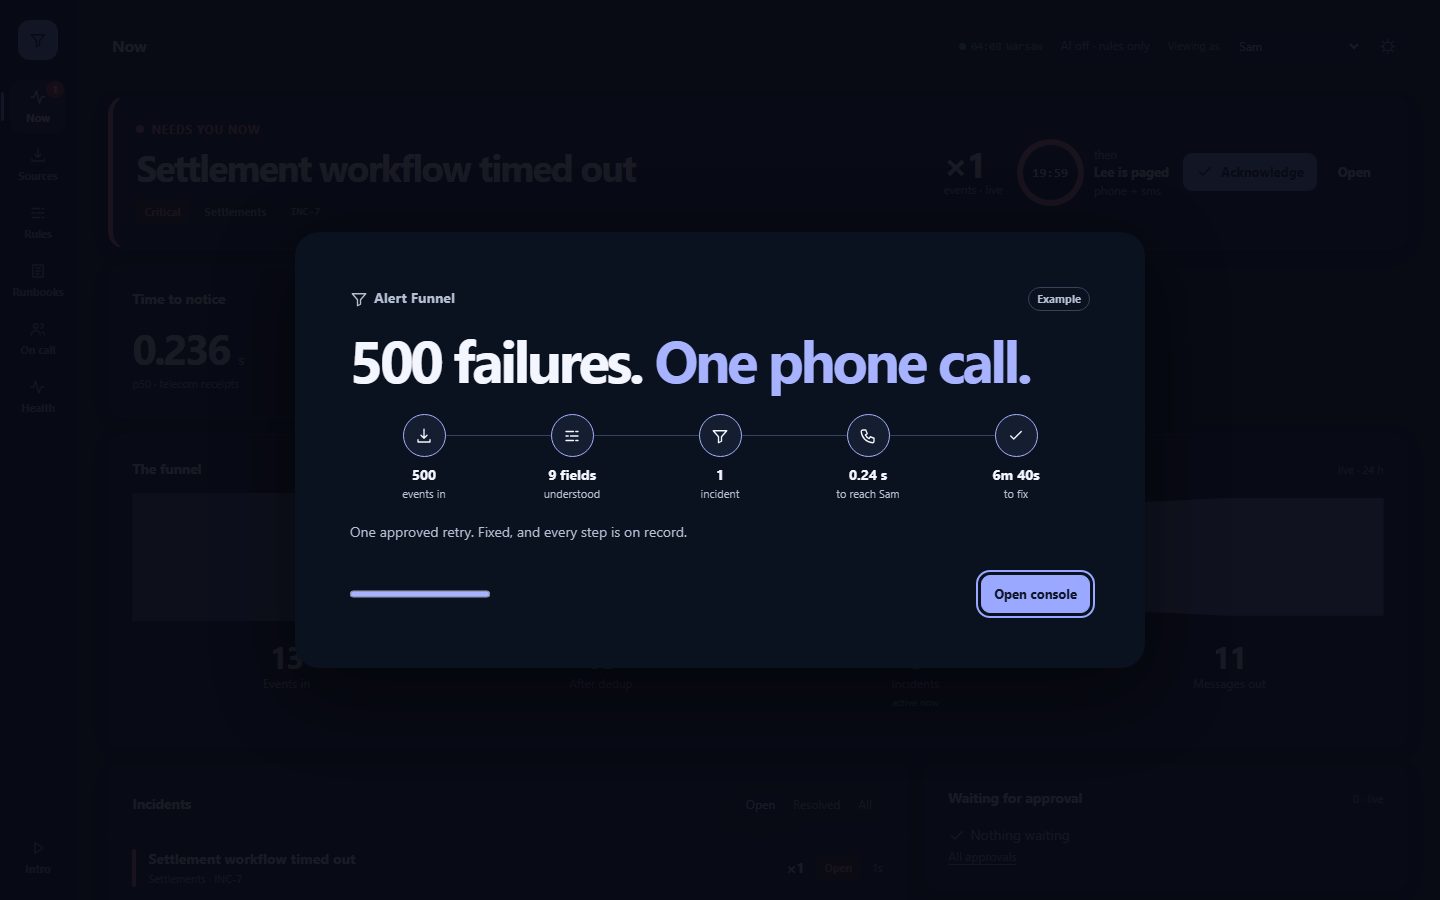 Now
04:03 Warsaw
AI off · rules only
Viewing as
Sam
1
Now
Sources
Rules
Runbooks
On call
Health
Intro
NEEDS YOU NOW
Settlement workflow timed out
Critical
Settlements
INC-7
×1
events · live
19:59
then
Lee is paged
phone + sms
Acknowledge
Open
Time to notice
0.236 s
p50 · telecom receipts
Alert Funnel
Example
500 failures. One phone call.
500
events in
9 fields
understood
1
incident
0.24 s
to reach Sam
6m 40s
to fix
One approved retry. Fixed, and every step is on record.
Open console
The funnel
live · 24 h
13
Events in
After dedup
Incidents
active now
11
Messages out
Incidents
Open
Resolved
All
Settlement workflow timed out
Settlements · INC-7
×1
Open
1s
Waiting for approval
0 · live
Nothing waiting
All approvals